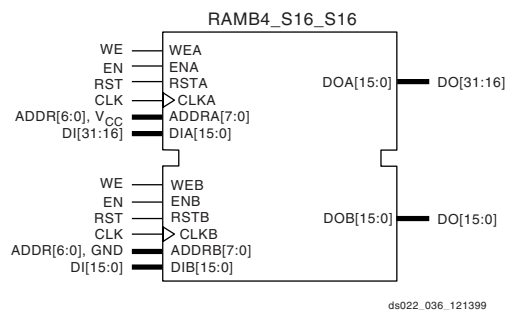 RAMB4_S16_S16
WE WEA
EN ENA
RST RSTA DOA[15:0] DO[31:16]
CLK CLKA
ADDR[6:0], VCC ADDRA[7:0]
DI[31:16] DIA[15:0]
WE WEB
EN ENB
RST RSTB DOB[15:0] DO[15:0]
CLK CLKB
ADDR[6:0], GND ADDRB[7:0]
DI[15:0] DIB[15:0]
ds022_036_121399